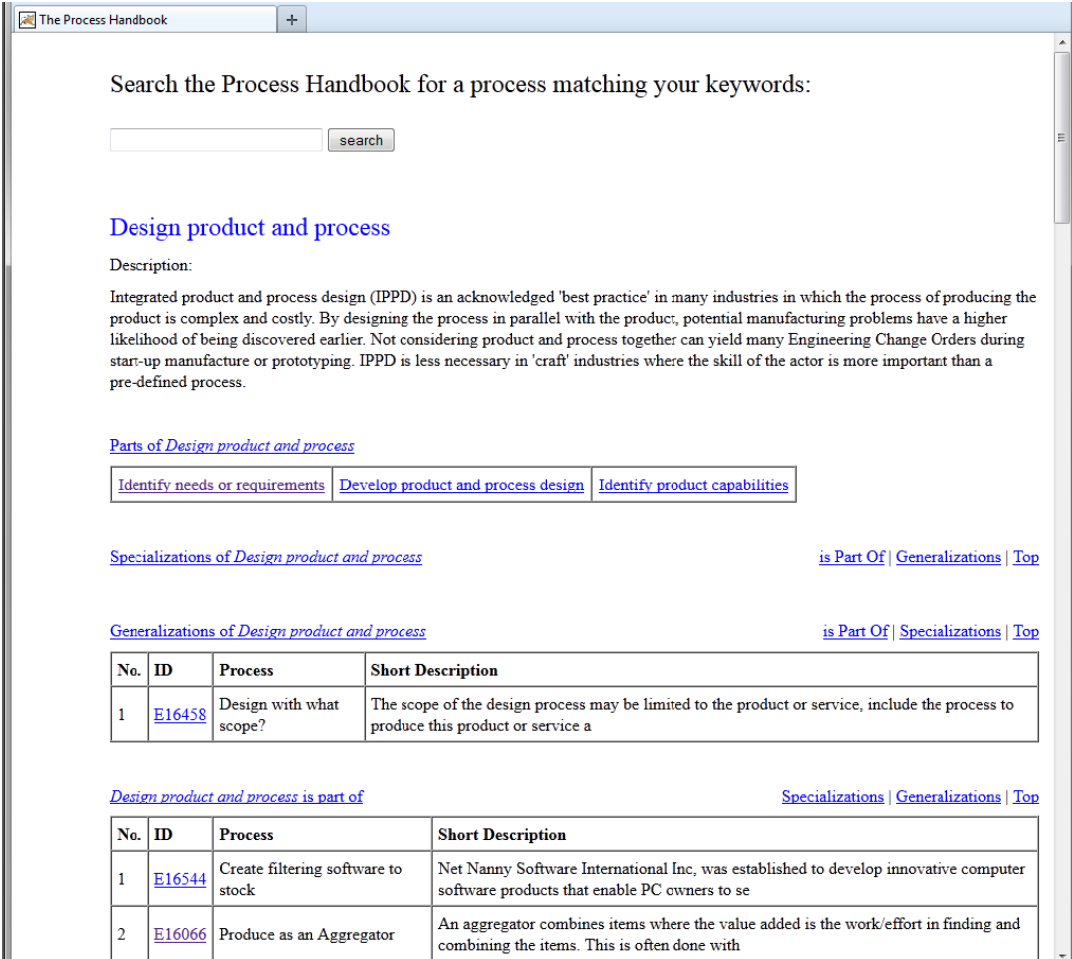 The Process Handbook
Search the Process Handbook for a process matching your keywords:
search
Design product and process
Description:
Integrated product and process design (IPPD) is an acknowledged 'best practice' in many industries in which the process of producing the
product is complex and costly. By designing the process in parallel with the product, potential manufacturing problems have a higher
likelihood of being discovered earlier. Not considering product and process together can yield many Engineering Change Orders during
start-up manufacture or prototyping. IPPD is less necessary in 'craft' industries where the skill of the actor is more important than a
pre-defined process.
Parts of Design product and process
Identify needs or requirements Develop product and process design Identify product capabilities
Specializations of Design product and process is Part Of | Generalizations | Top
Generalizations of Design product and process is Part Of | Specializations | Top
No. ID Process Short Description
1 E16458 Design with what scope? The scope of the design process may be limited to the product or service, include the process to
produce this product or service a
Design product and process is part of Specializations | Generalizations | Top
No. ID Process Short Description
1 E16544 Create filtering software to stock Net Nanny Software International Inc, was established to develop innovative computer
software products that enable PC owners to se
2 E16066 Produce as an Aggregator An aggregator combines items where the value added is the work/effort in finding and
combining the items. This is often done with